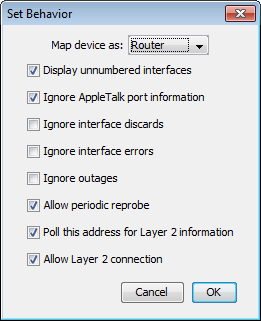 Set Behavior
Map device as: Router
Display unnumbered interfaces
Ignore AppleTalk port information
Ignore interface discards
Ignore interface errors
Ignore outages
Allow periodic reprobe
Poll this address for Layer 2 information
Allow Layer 2 connection
Cancel OK